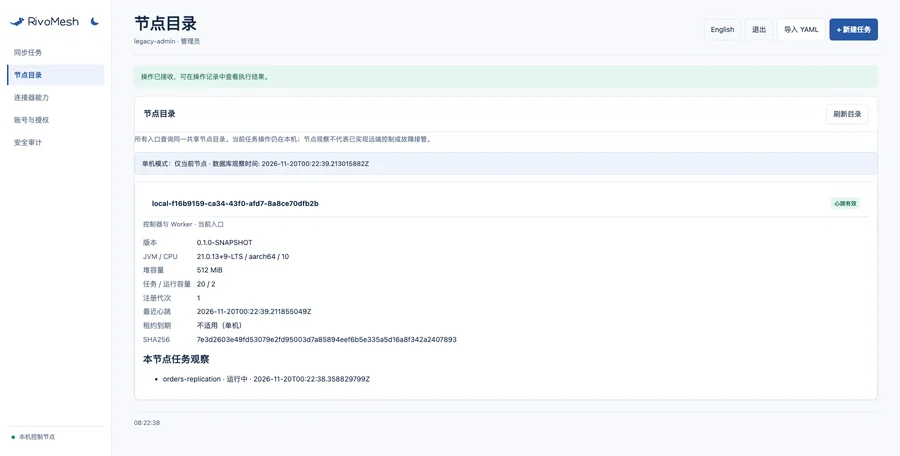 RivoMesh
同步任务
节点目录
连接器能力
账号与授权
安全审计
本机控制节点
节点目录
legacy-admin · 管理员
English
退出
导入 YAML
+ 新建任务
操作已接收，可在操作记录中查看执行结果。
节点目录
刷新目录
所有入口查询同一共享节点目录。当前任务操作仍在本机；节点观察不代表已实现远端控制或故障接管。
单机模式：仅当前节点 · 数据库观察时间: 2026-11-20T00:22:39.213015882Z
local-f16b9159-ca34-43f0-afd7-8a8ce70dfb2b
心跳有效
控制器与 Worker · 当前入口
版本 0.1.0-SNAPSHOT
JVM / CPU 21.0.13+9-LTS / aarch64 / 10
堆容量 512 MiB
任务 / 运行容量 20 / 2
注册代次 1
最近心跳 2026-11-20T00:22:39.211855049Z
租约到期 不适用（单机）
SHA256 7e3d2603e49fd53079e2fd95003d7a85894eef6b5e335a5d16a8f342a2407893
本节点任务观察
• orders-replication · 运行中 · 2026-11-20T00:22:38.358829799Z
08:22:38